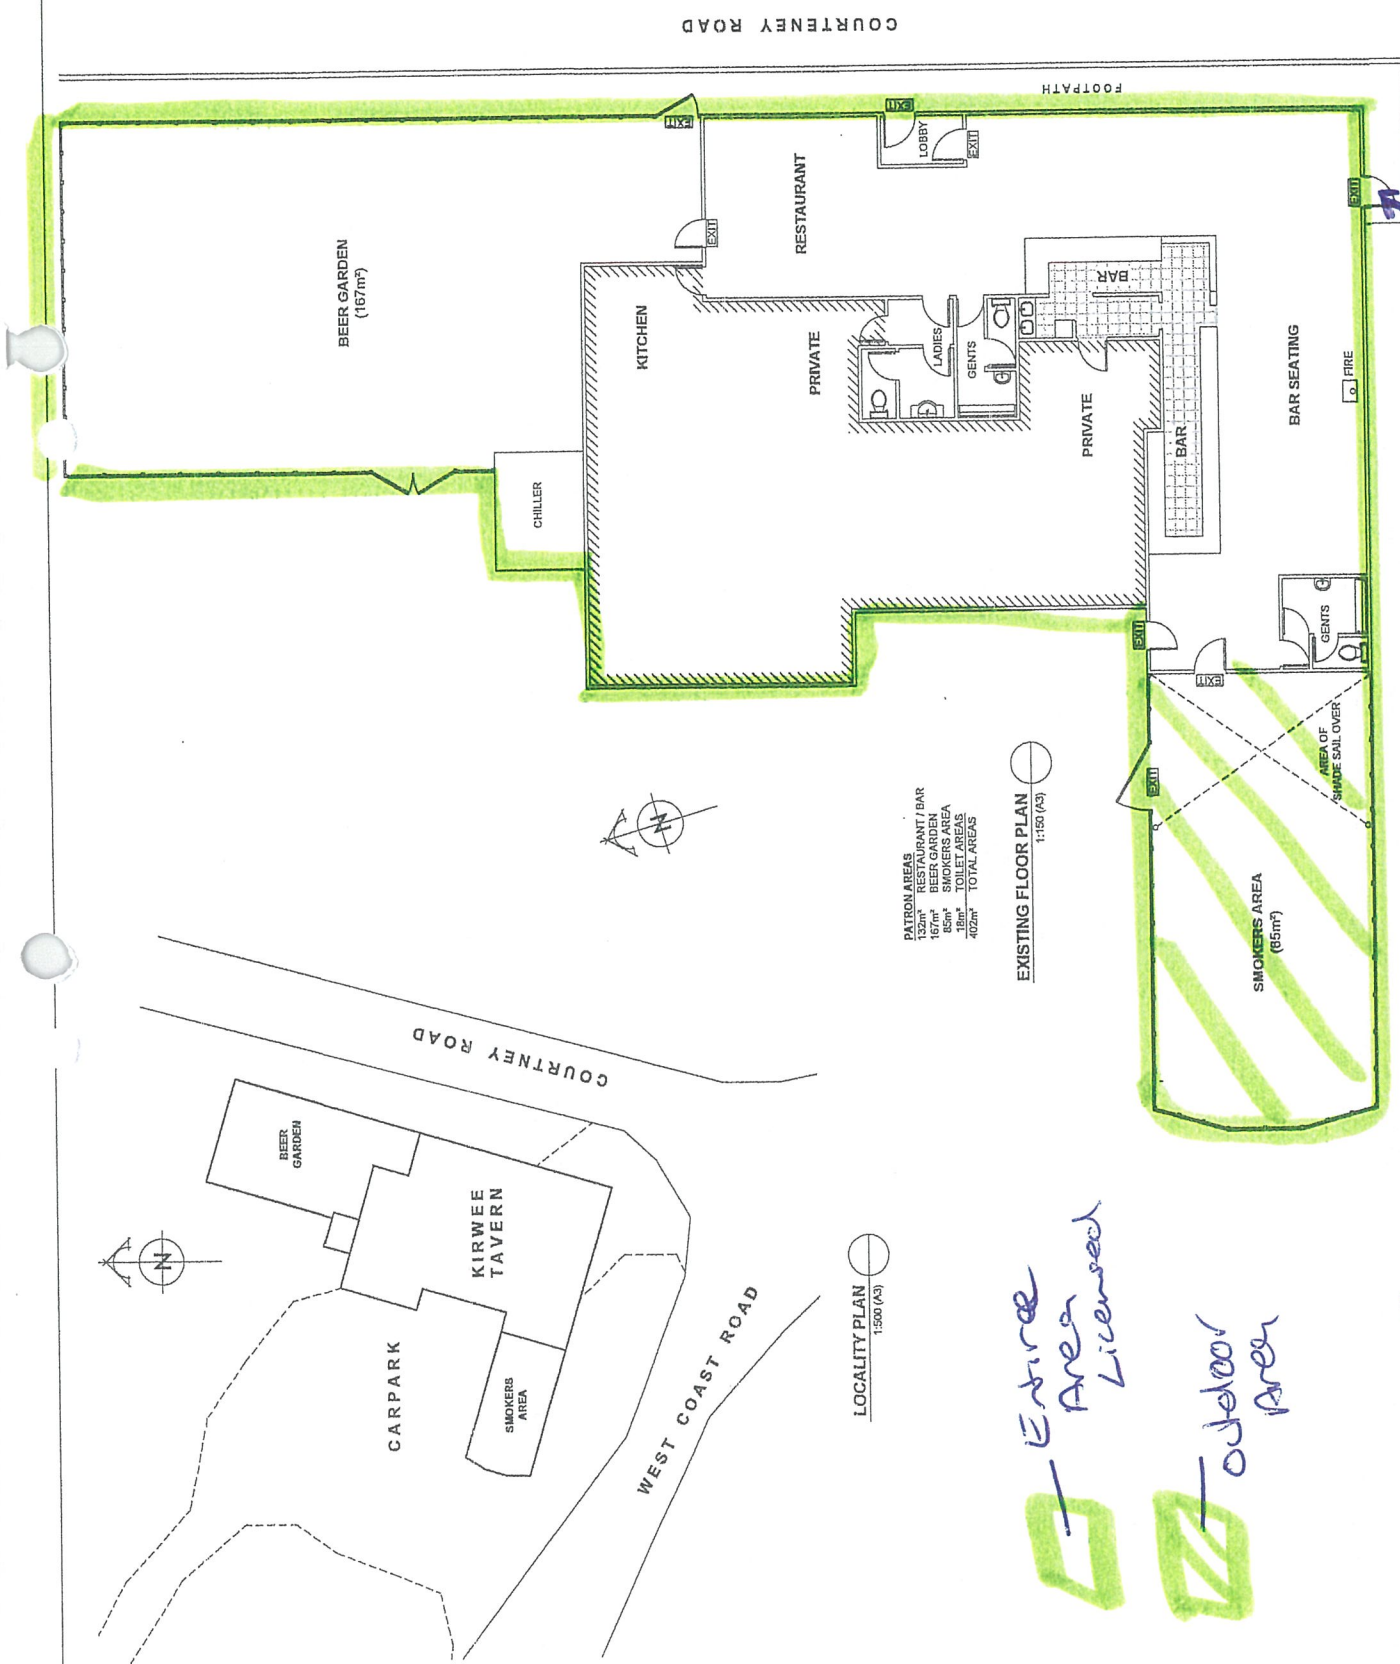 COURTENEY ROAD
FOOTPATH
BEER GARDEN
(167m²)
EXIT
EXIT
LOBBY
EXIT
EXIT
RESTAURANT
EXIT
KITCHEN
PRIVATE
LADIES
GENTS
BAR
PRIVATE
BAR
BAR SEATING
FIRE
CHILLER
EXIT
EXIT
GENTS
EXIT
AREA OF
SHADE SAIL OVER
SMOKERS AREA
(85m²)
N
PATRON AREAS
132m² RESTAURANT / BAR
167m² BEER GARDEN
85m² SMOKERS AREA
18m² TOILET AREAS
402m² TOTAL AREAS
EXISTING FLOOR PLAN
1:150 (A3)
COURTNEY ROAD
BEER
GARDEN
KIRWEE
TAVERN
N
CARPARK
SMOKERS
AREA
WEST COAST ROAD
LOCALITY PLAN
1:500 (A3)
Entire
Area
Licensed
Outdoor
Area